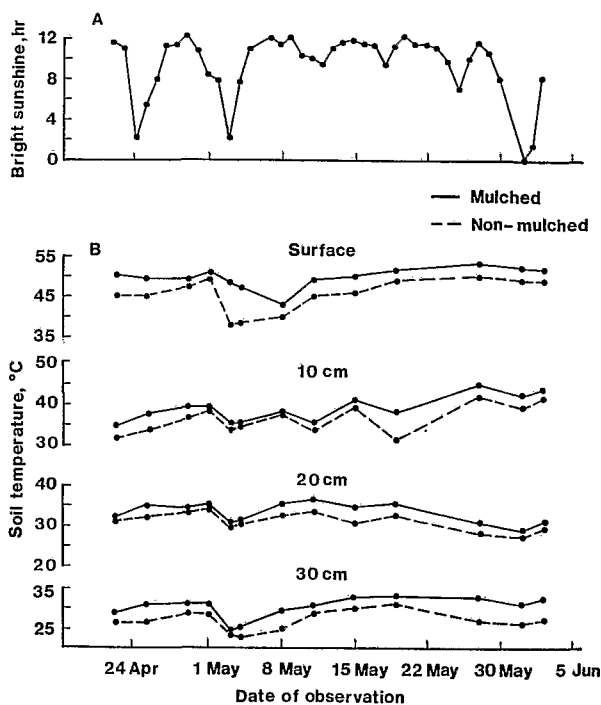 A
Bright sunshine, hr
12
8
4
0
Mulched
Non-mulched
B
Surface
Soil temperature, °C
55
45
35
10 cm
50
40
30
20 cm
40
30
20
30 cm
35
25
24 Apr 1 May 8 May 15 May 22 May 30 May 5 Jun
Date of observation